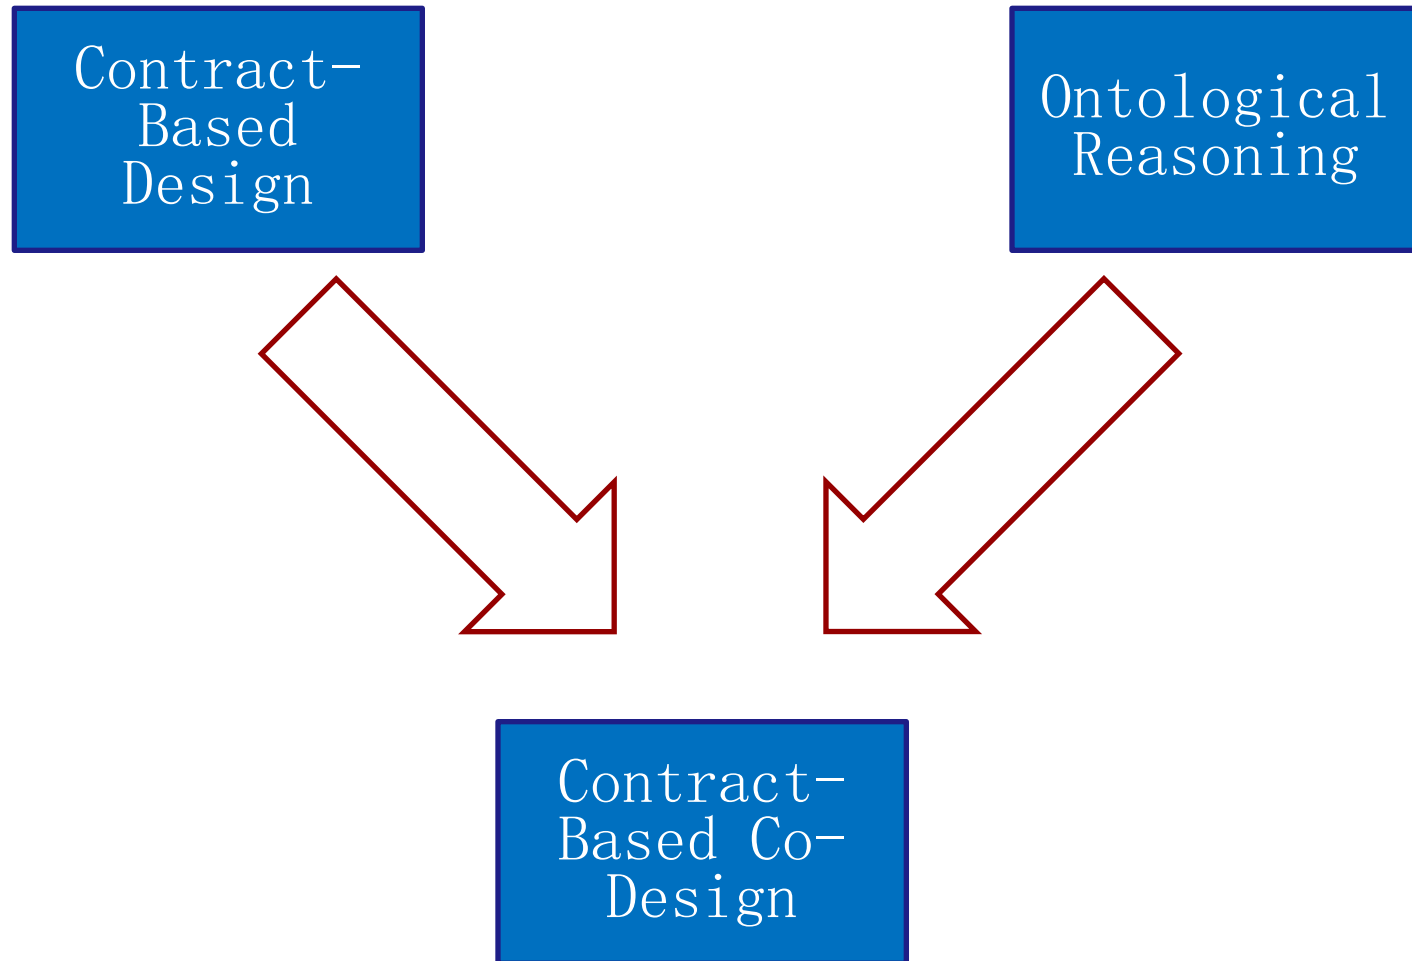 Contract-
Based
Design
Ontological
Reasoning
Contract-
Based Co-
Design